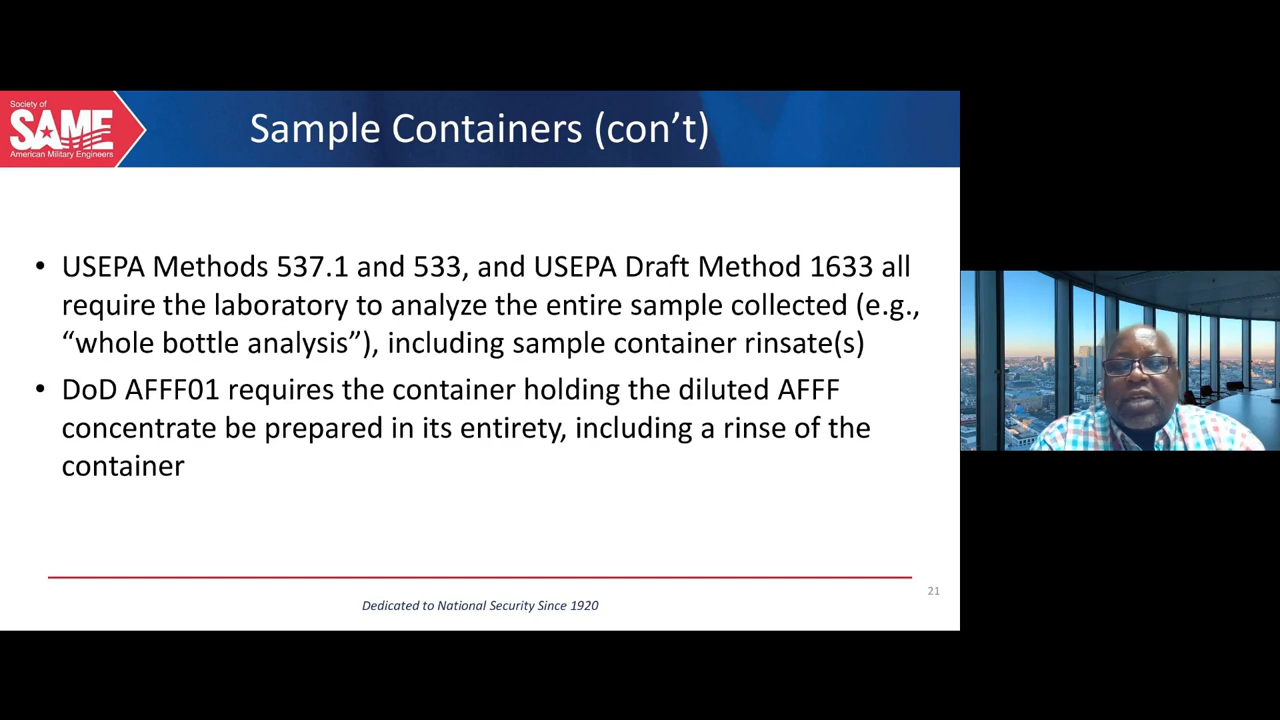 Society of
SAME
American Military Engineers
Sample Containers (con’t)
• USEPA Methods 537.1 and 533, and USEPA Draft Method 1633 all
require the laboratory to analyze the entire sample collected (e.g.,
“whole bottle analysis”), including sample container rinsate(s)
• DoD AFFF01 requires the container holding the diluted AFFF
concentrate be prepared in its entirety, including a rinse of the
container
21
Dedicated to National Security Since 1920